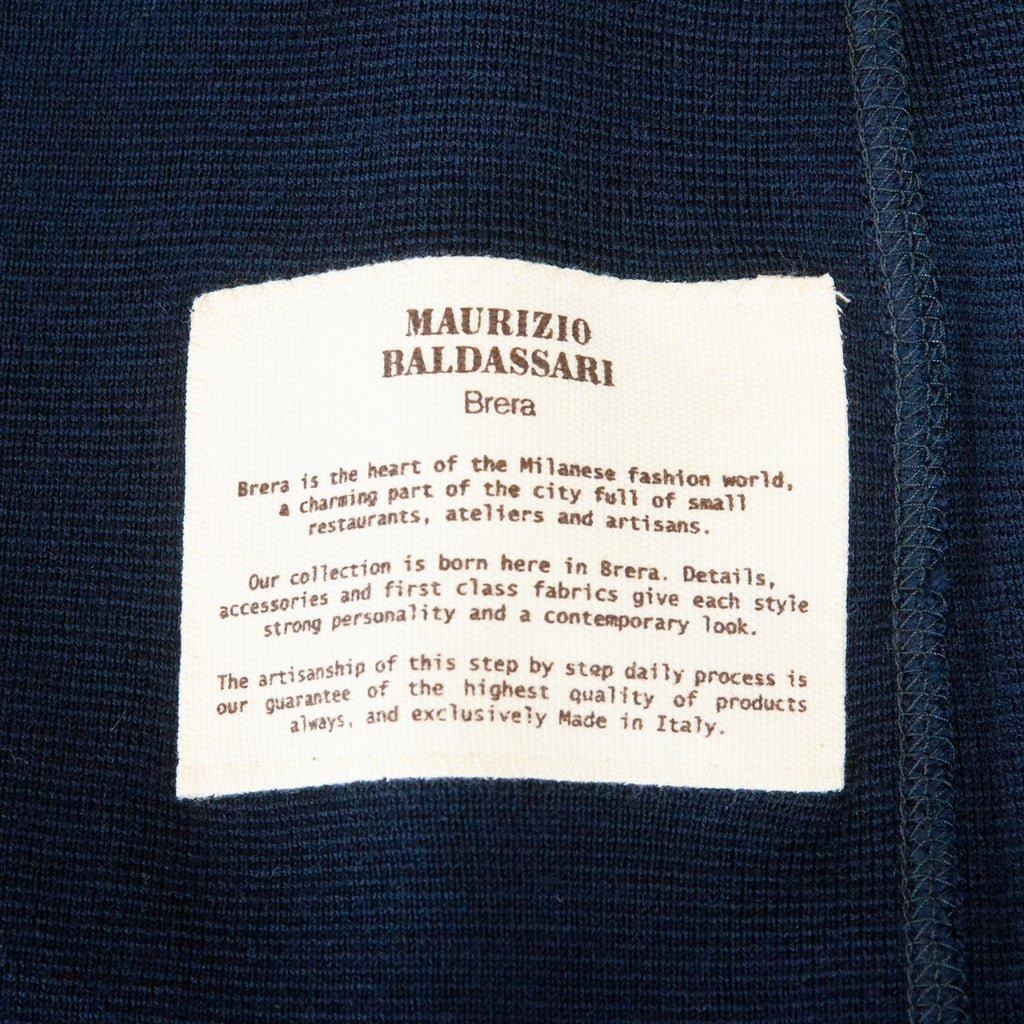 MAURIZIO
BALDASSARI
Brera
Brera is the heart of the Milanese fashion world,
a charming part of the city full of small
restaurants, ateliers and artisans.
Our collection is born here in Brera. Details,
accessories and first class fabrics give each style
strong personality and a contemporary look.
The artisanship of this step by step daily process is
our guarantee of the highest quality of products
always, and exclusively Made in Italy.